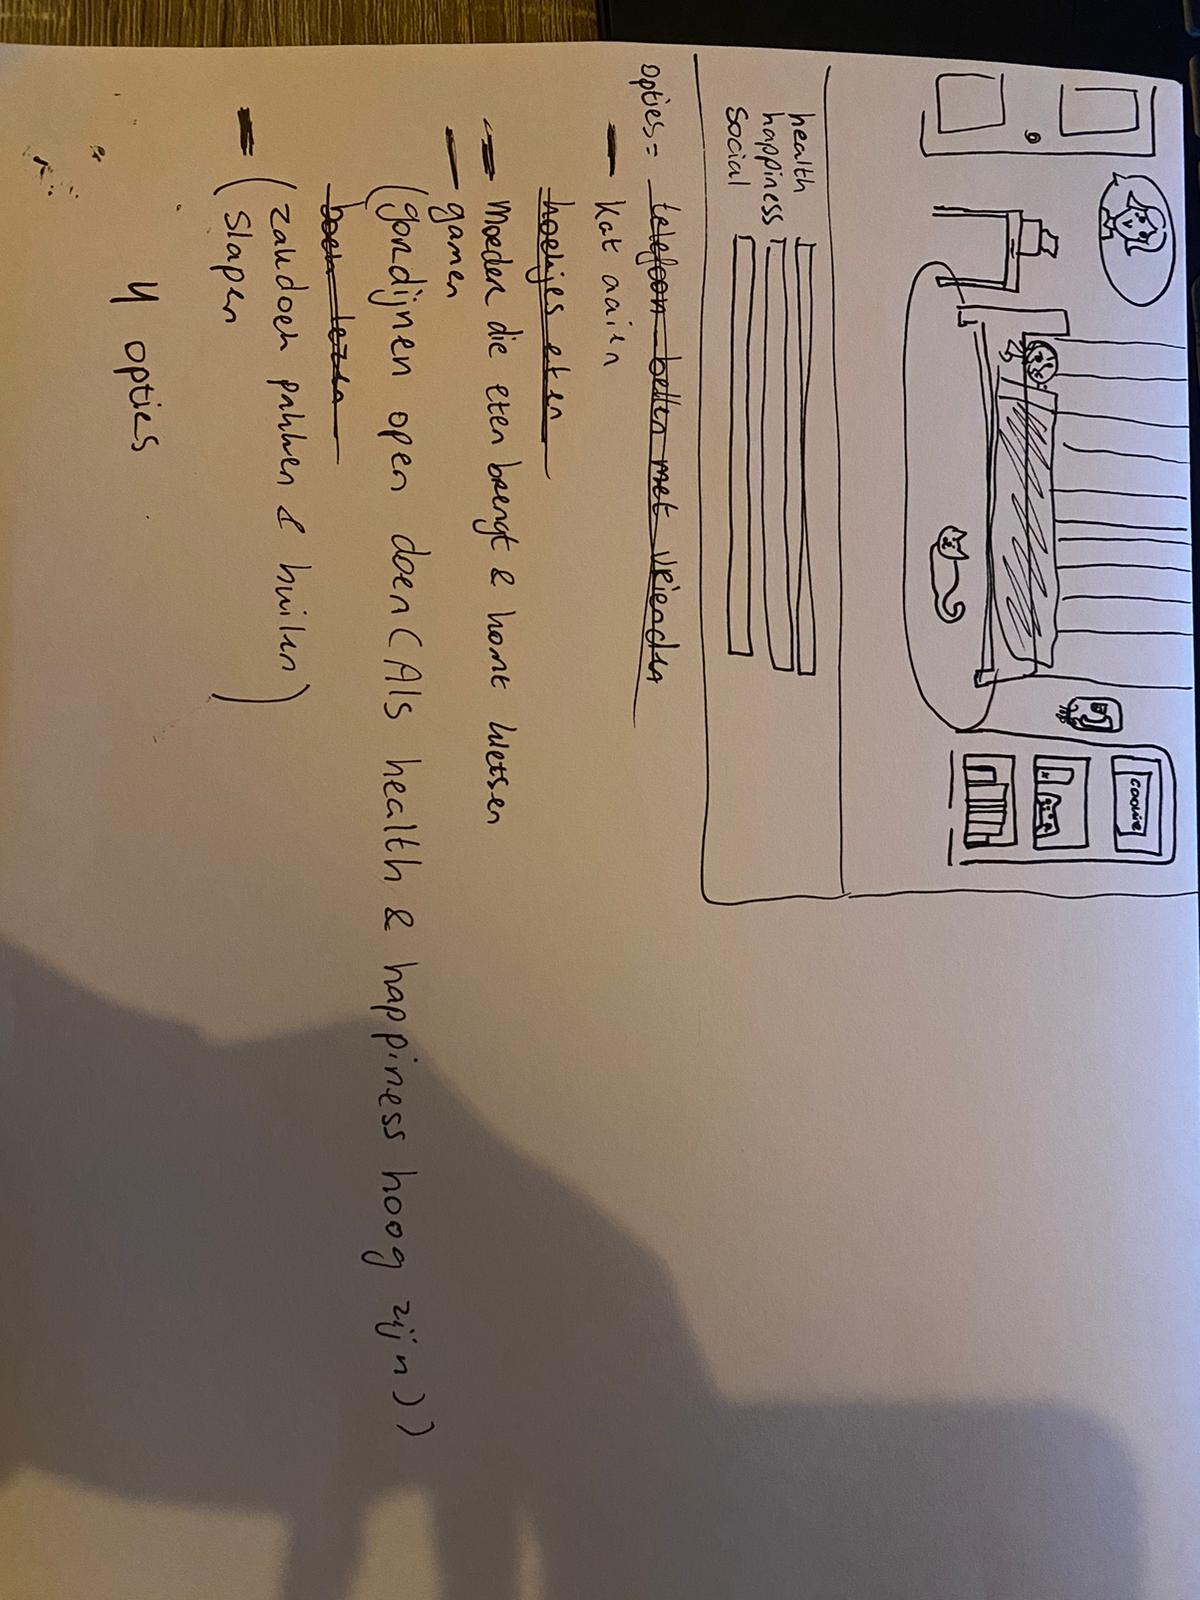 cookie
health
happiness
social
opties = telefoon bellen met vrienden
- kat aaien
koekjes eten
- Moeder die eten brengt & komt kletsen
- gamen
(gordijnen open doen (Als health & happiness hoog zijn))
boek lezen
(zakdoek pakken & huilen)
- slapen
4 opties